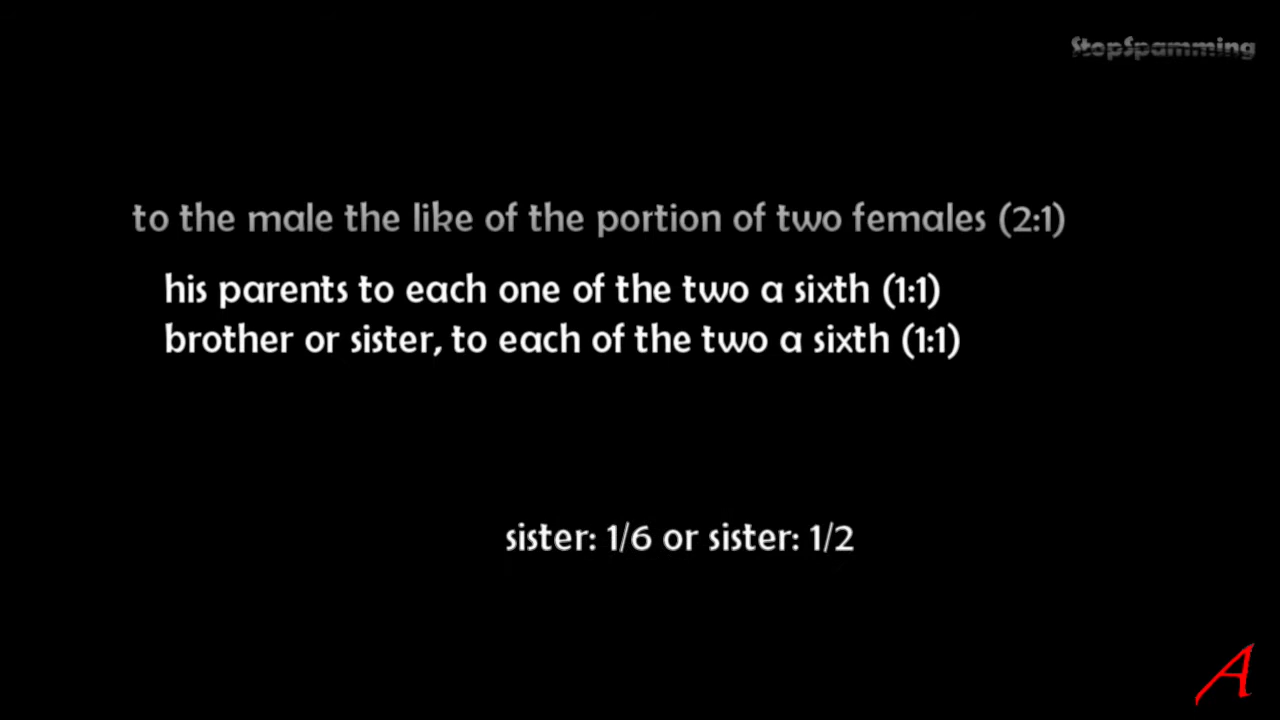 StopSpamming
to the male the like of the portion of two females (2:1)
his parents to each one of the two a sixth (1:1)
brother or sister, to each of the two a sixth (1:1)
sister: 1/6 or sister: 1/2
A